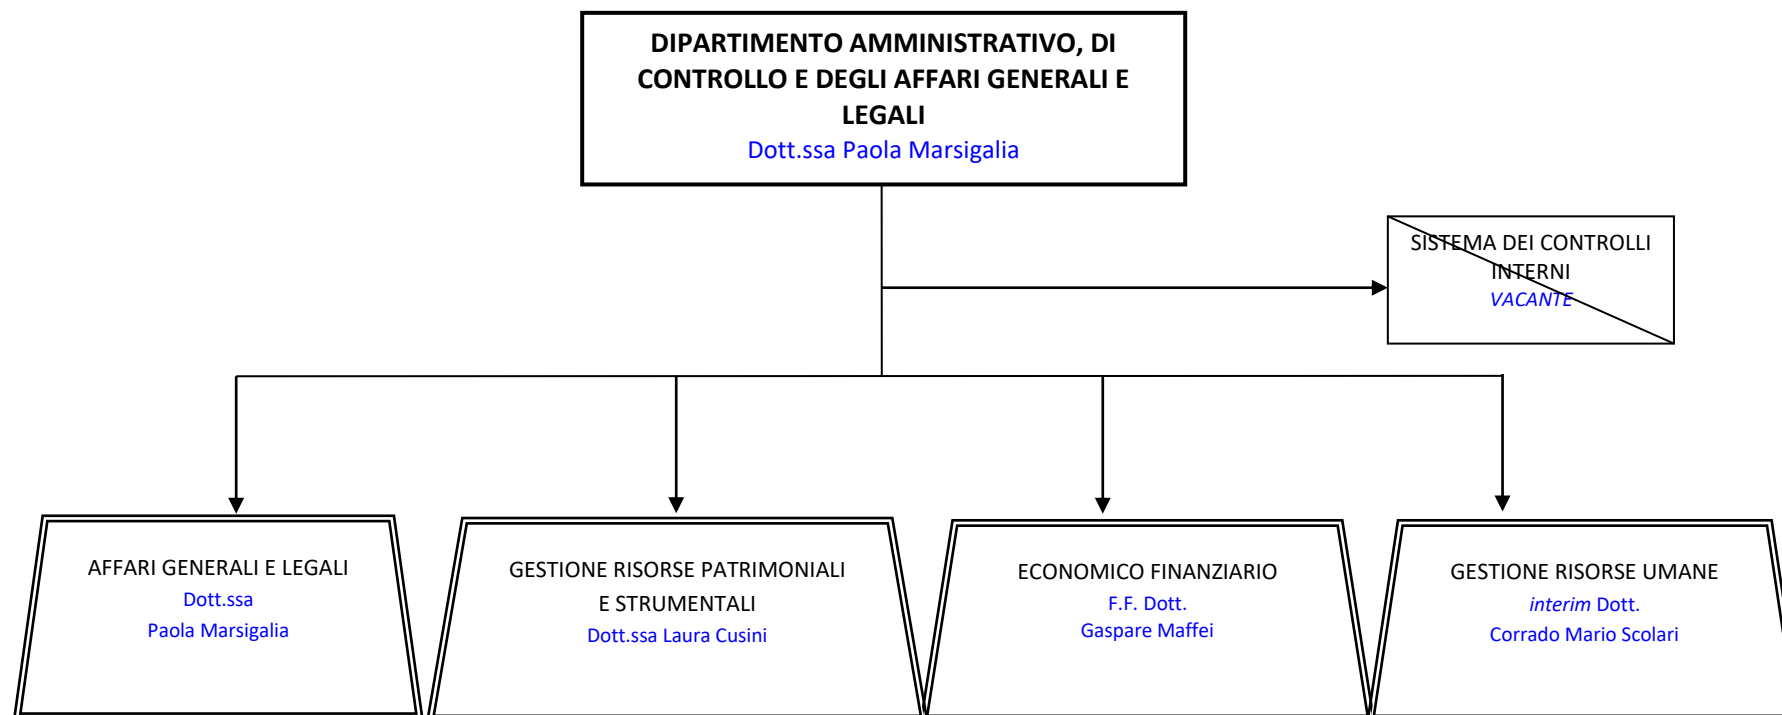 DIPARTIMENTO AMMINISTRATIVO, DI
CONTROLLO E DEGLI AFFARI GENERALI E
LEGALI
Dott.ssa Paola Marsigalia
SISTEMA DEI CONTROLLI
INTERNI
VACANTE
AFFARI GENERALI E LEGALI
Dott.ssa
Paola Marsigalia
GESTIONE RISORSE PATRIMONIALI
E STRUMENTALI
Dott.ssa Laura Cusini
ECONOMICO FINANZIARIO
F.F. Dott.
Gaspare Maffei
GESTIONE RISORSE UMANE
interim Dott.
Corrado Mario Scolari